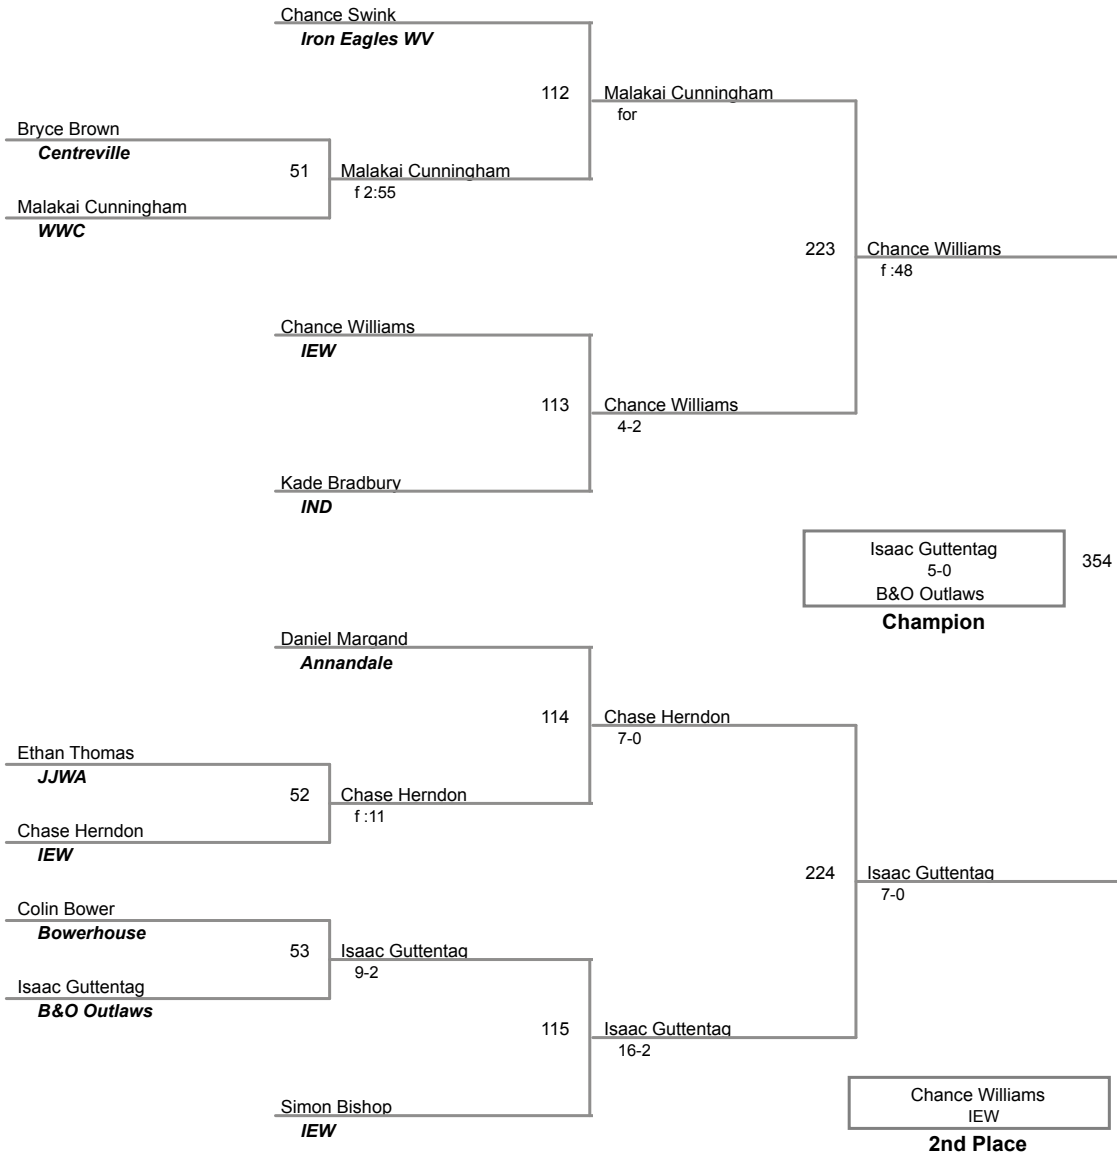 Chance Swink
Iron Eagles WV
112
Malakai Cunningham
for
Bryce Brown
Centreville
51
Malakai Cunningham
f 2:55
Malakai Cunningham
WWC
223
Chance Williams
f :48
Chance Williams
IEW
113
Chance Williams
4-2
Kade Bradbury
IND
Isaac Guttentag
5-0
B&O Outlaws
354
Champion
Daniel Margand
Annandale
114
Chase Herndon
7-0
Ethan Thomas
JJWA
52
Chase Herndon
f :11
Chase Herndon
IEW
224
Isaac Guttentag
7-0
Colin Bower
Bowerhouse
53
Isaac Guttentag
9-2
Isaac Guttentag
B&O Outlaws
115
Isaac Guttentag
16-2
Simon Bishop
IEW
Chance Williams
IEW
2nd Place